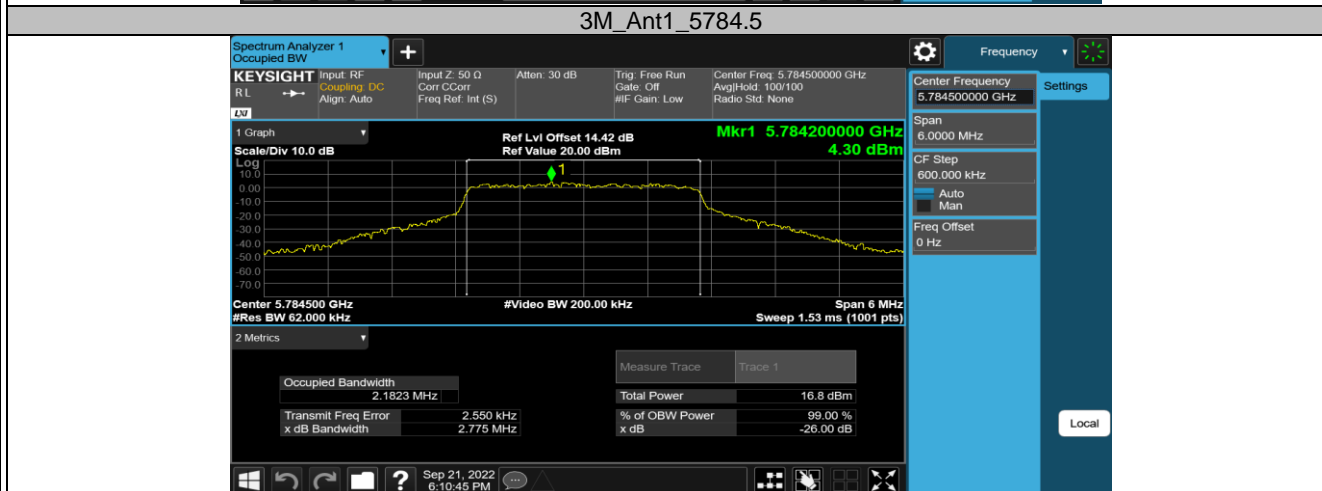 3M_Ant1_5784.5
Spectrum Analyzer 1
Occupied BW
+
Frequency
KEYSIGHT
R L
LXI
Input: RF
Coupling: DC
Align: Auto
Input Z: 50 Ω
Corr CCorr
Freq Ref: Int (S)
Atten: 30 dB
Trig: Free Run
Gate: Off
#IF Gain: Low
Center Freq: 5.784500000 GHz
Avg|Hold: 100/100
Radio Std: None
Center Frequency
5.784500000 GHz
Settings
Span
6.0000 MHz
CF Step
600.000 kHz
Auto
Man
Freq Offset
0 Hz
Local
1 Graph
Scale/Div 10.0 dB
Ref Lvl Offset 14.42 dB
Ref Value 20.00 dBm
Mkr1 5.784200000 GHz
4.30 dBm
Log
10.0
0.00
-10.0
-20.0
-30.0
-40.0
-50.0
-60.0
-70.0
1
Center 5.784500 GHz
#Res BW 62.000 kHz
#Video BW 200.00 kHz
Span 6 MHz
Sweep 1.53 ms (1001 pts)
2 Metrics
Measure Trace
Trace 1
Occupied Bandwidth
2.1823 MHz
Total Power
16.8 dBm
Transmit Freq Error
2.550 kHz
% of OBW Power
99.00 %
x dB Bandwidth
2.775 MHz
x dB
-26.00 dB
?
Sep 21, 2022
6:10:45 PM